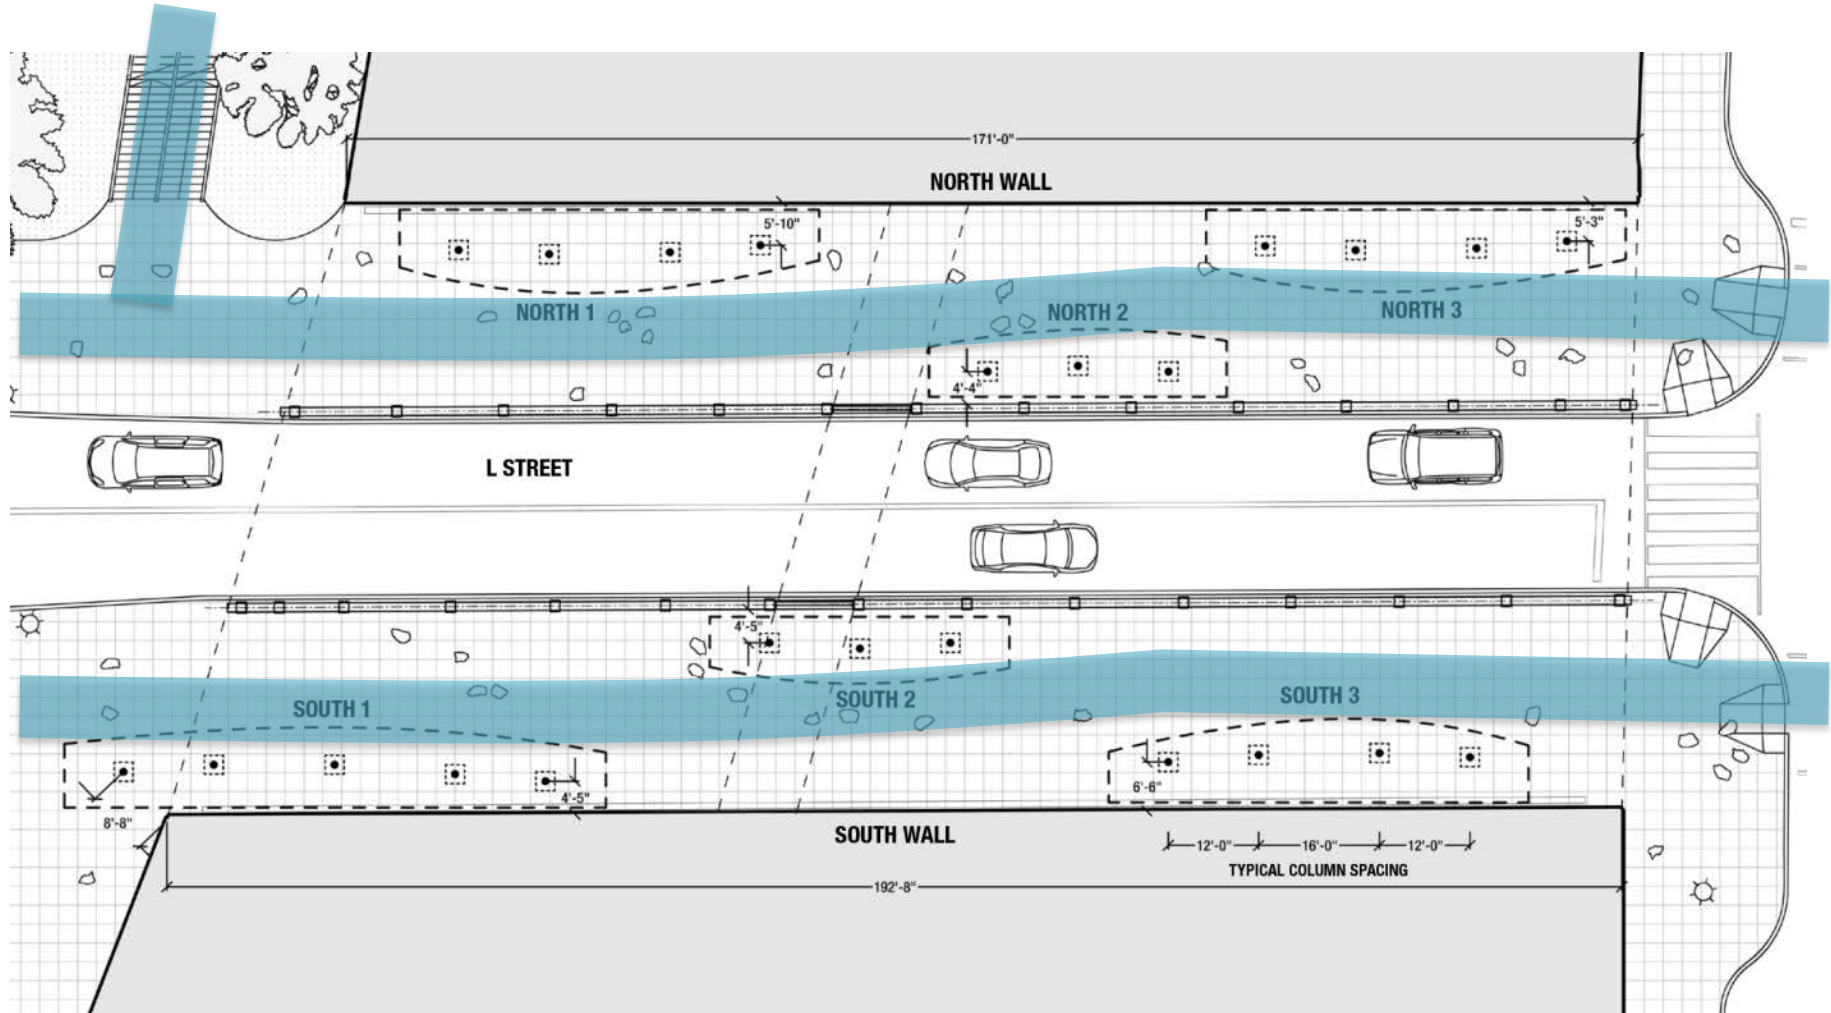 171'-0"
NORTH WALL
5'-10"
5'-3"
NORTH 1
NORTH 2
NORTH 3
4'-4"
L STREET
4'-5"
SOUTH 1
SOUTH 2
SOUTH 3
8'-8"
4'-5"
6'-6"
SOUTH WALL
12'-0"
16'-0"
12'-0"
TYPICAL COLUMN SPACING
192'-8"